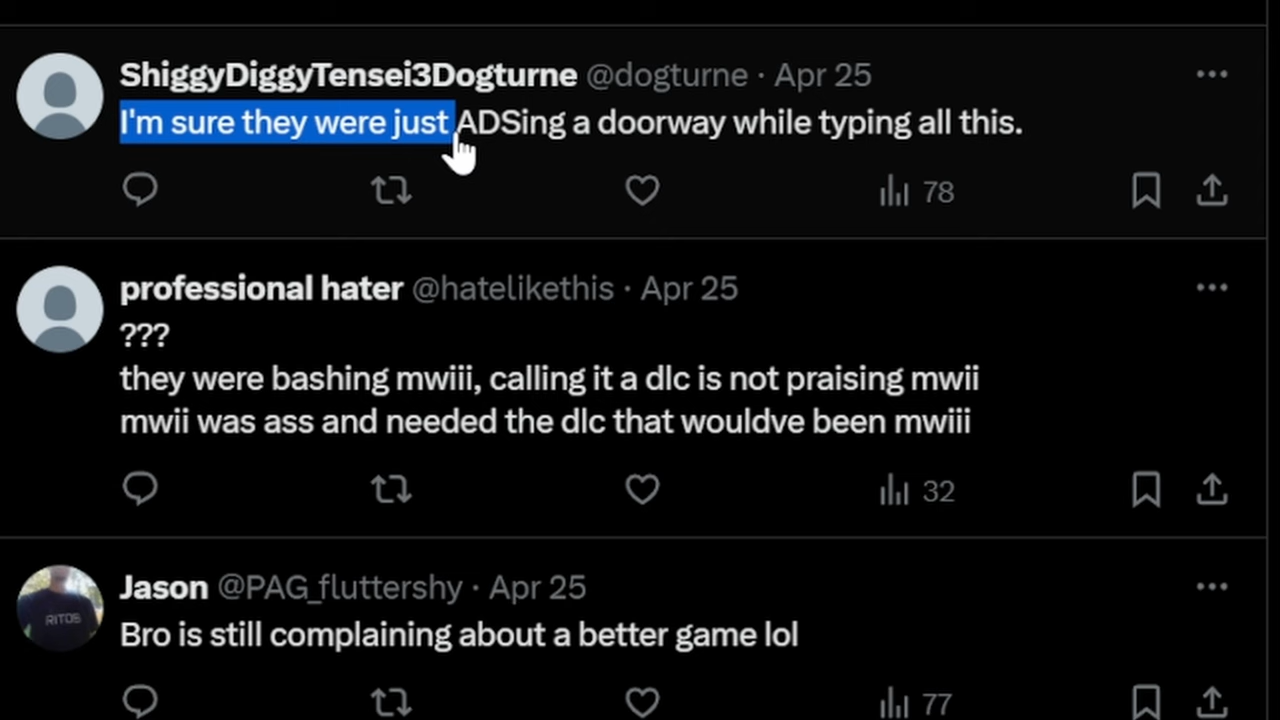 ShiggyDiggyTensei3Dogturne @dogturne · Apr 25
I'm sure they were just ADSing a doorway while typing all this.
78
professional hater @hatelikethis · Apr 25
???
they were bashing mwiii, calling it a dlc is not praising mwii
mwii was ass and needed the dlc that wouldve been mwiii
32
RITOS
Jason @PAG_fluttershy · Apr 25
Bro is still complaining about a better game lol
77